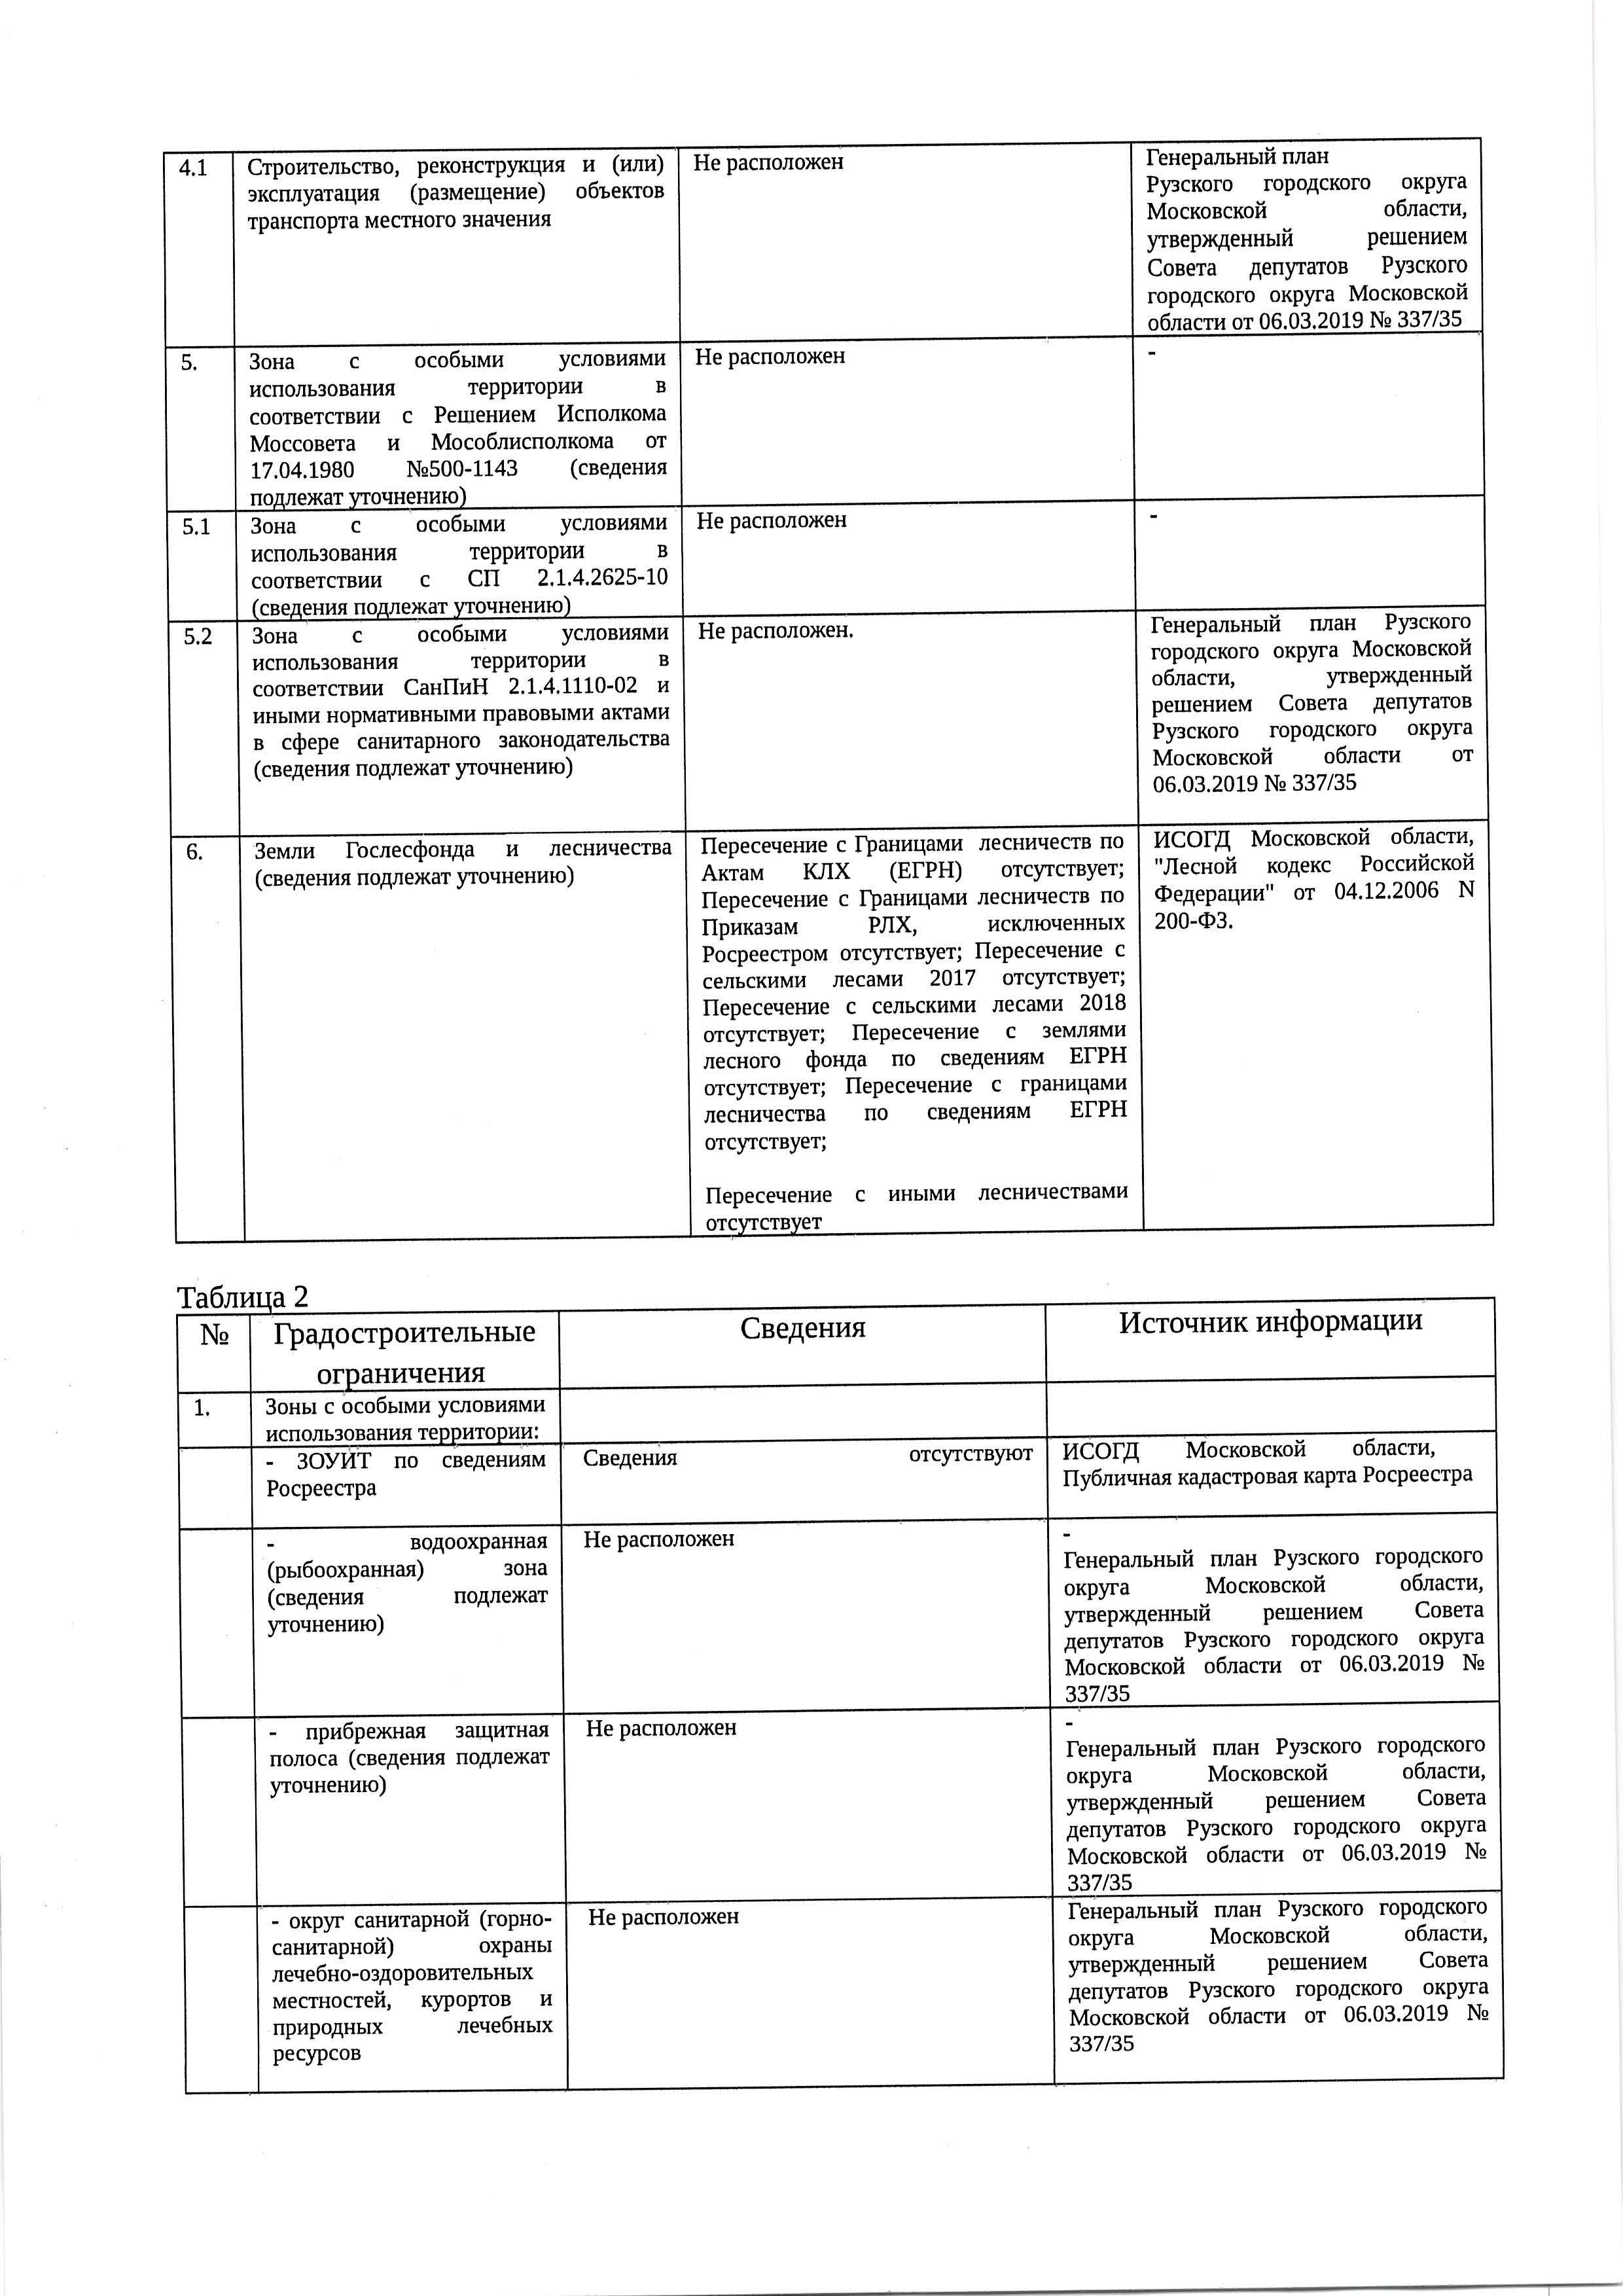 4.1
Строительство, реконструкция и (или)
эксплуатация (размещение) объектов
транспорта местного значения
Не расположен
Генеральный план
Рузского городского округа
Московской области,
утвержденный решением
Совета депутатов Рузского
городского округа Московской
области от 06.03.2019 № 337/35
5.
Зона с особыми условиями
использования территории в
соответствии с Решением Исполкома
Моссовета и Мособлисполкома от
17.04.1980 №500-1143 (сведения
подлежат уточнению)
Не расположен
-
5.1
Зона с особыми условиями
использования территории в
соответствии с СП 2.1.4.2625-10
(сведения подлежат уточнению)
Не расположен
-
5.2
Зона с особыми условиями
использования территории в
соответствии СанПиН 2.1.4.1110-02 и
иными нормативными правовыми актами
в сфере санитарного законодательства
(сведения подлежат уточнению)
Не расположен.
Генеральный план Рузского
городского округа Московской
области, утвержденный
решением Совета депутатов
Рузского городского округа
Московской области от
06.03.2019 № 337/35
6.
Земли Гослесфонда и лесничества
(сведения подлежат уточнению)
Пересечение с Границами лесничеств по
Актам КЛХ (ЕГРН) отсутствует;
Пересечение с Границами лесничеств по
Приказам РЛХ, исключенных
Росреестром отсутствует; Пересечение с
сельскими лесами 2017 отсутствует;
Пересечение с сельскими лесами 2018
отсутствует; Пересечение с землями
лесного фонда по сведениям ЕГРН
отсутствует; Пересечение с границами
лесничества по сведениям ЕГРН
отсутствует;
Пересечение с иными лесничествами
отсутствует
ИСОГД Московской области,
"Лесной кодекс Российской
Федерации" от 04.12.2006 N
200-ФЗ.
Таблица 2
№
Градостроительные
ограничения
Сведения
Источник информации
1.
Зоны с особыми условиями
использования территории:
- ЗОУИТ по сведениям
Росреестра
Сведения отсутствуют
ИСОГД Московской области,
Публичная кадастровая карта Росреестра
- водоохранная
(рыбоохранная) зона
(сведения подлежат
уточнению)
Не расположен
-
Генеральный план Рузского городского
округа Московской области,
утвержденный решением Совета
депутатов Рузского городского округа
Московской области от 06.03.2019 №
337/35
- прибрежная защитная
полоса (сведения подлежат
уточнению)
Не расположен
-
Генеральный план Рузского городского
округа Московской области,
утвержденный решением Совета
депутатов Рузского городского округа
Московской области от 06.03.2019 №
337/35
- округ санитарной (горно-
санитарной) охраны
лечебно-оздоровительных
местностей, курортов и
природных лечебных
ресурсов
Не расположен
Генеральный план Рузского городского
округа Московской области,
утвержденный решением Совета
депутатов Рузского городского округа
Московской области от 06.03.2019 №
337/35